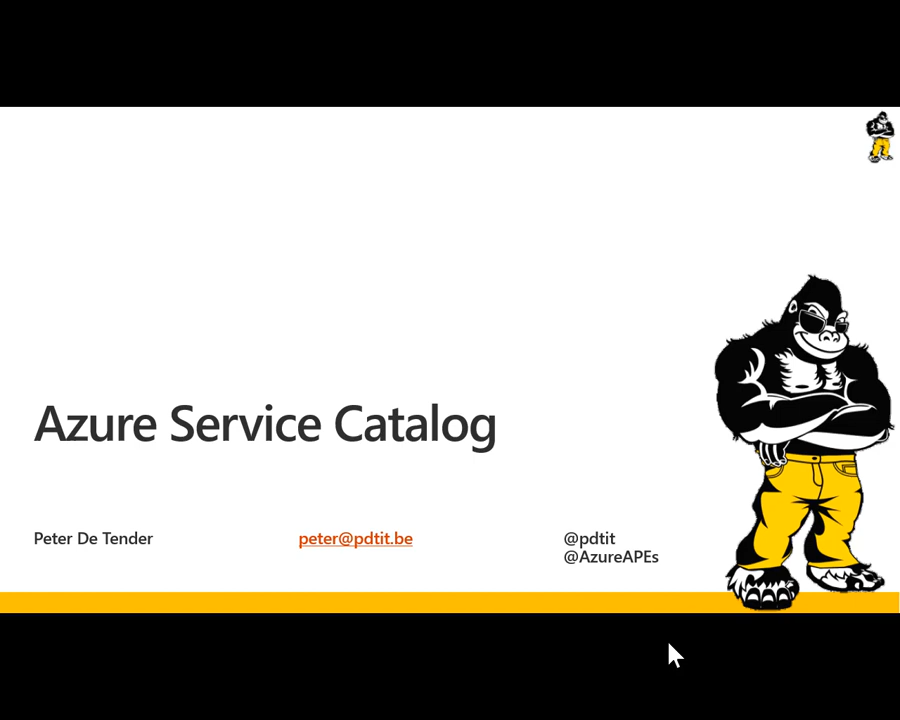 Azure Service Catalog
Peter De Tender
peter@pdtit.be
@pdtit
@AzureAPEs